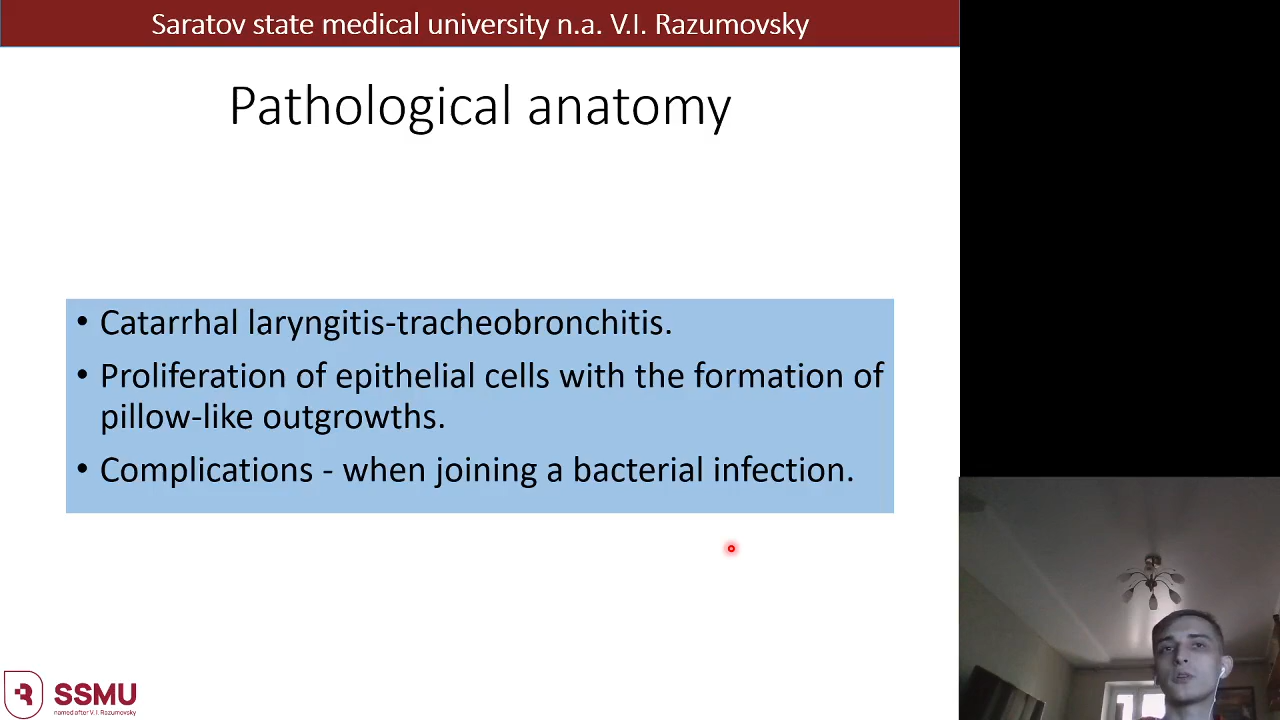 Saratov state medical university n.a. V.I. Razumovsky
Pathological anatomy
• Catarrhal laryngitis-tracheobronchitis.
• Proliferation of epithelial cells with the formation of
pillow-like outgrowths.
• Complications - when joining a bacterial infection.
SSMU
named after V.I. Razumovsky